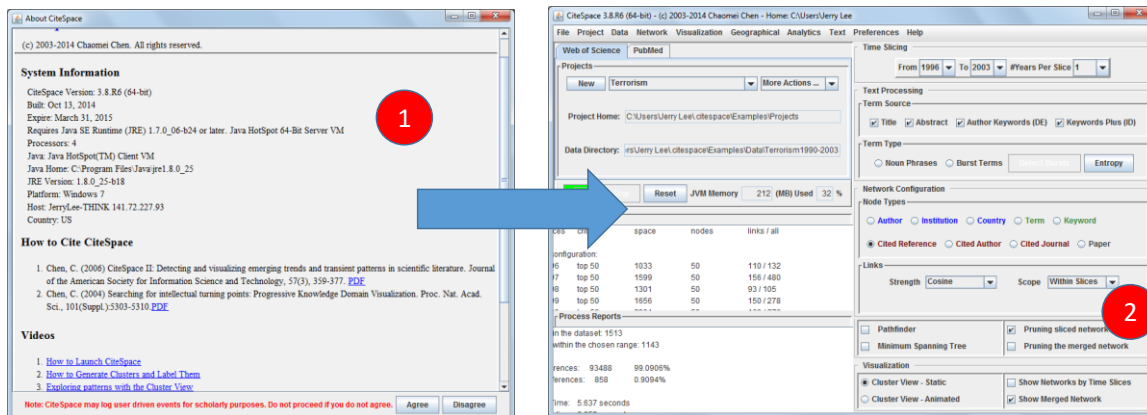 About CiteSpace
(c) 2003-2014 Chaomei Chen. All rights reserved.
System Information
CiteSpace Version: 3.8.R6 (64-bit)
Built: Oct 13, 2014
Expire: March 31, 2015
Requires Java SE Runtime (JRE) 1.7.0_06-b24 or later. Java HotSpot 64-Bit Server VM
Processors: 4
Java: Java HotSpot(TM) Client VM
Java Home: C:\Program Files\Java\jre1.8.0_25
JRE Version: 1.8.0_25-b18
Platform: Windows 7
Host: JerryLee-THINK 141.72.227.93
Country: US
How to Cite CiteSpace
1. Chen, C. (2006) CiteSpace II: Detecting and visualizing emerging trends and transient patterns in scientific literature. Journal
of the American Society for Information Science and Technology, 57(3), 359-377. PDF
2. Chen, C. (2004) Searching for intellectual turning points: Progressive Knowledge Domain Visualization. Proc. Nat. Acad.
Sci., 101(Suppl.):5303-5310.PDF
Videos
1. How to Launch CiteSpace
2. How to Generate Clusters and Label Them
3. Exploring patterns with the Cluster View
Note: CiteSpace may log user driven events for scholarly purposes. Do not proceed if you do not agree. Agree Disagree
1
CiteSpace 3.8.R6 (64-bit) - (c) 2003-2014 Chaomei Chen - Home: C:\Users\Jerry Lee
File Project Data Network Visualization Geographical Analytics Text Preferences Help
Web of Science PubMed
Projects
New Terrorism More Actions ...
Project Home: C:\Users\Jerry Lee\.citespace\Examples\Projects
Data Directory: ers\Jerry Lee\.citespace\Examples\Data\Terrorism1990-2003
Reset JVM Memory 212 (MB) Used 32 %
space nodes links / all
onfiguration:
96 top 50 1033 50 110 / 132
97 top 50 1599 50 156 / 480
98 top 50 1301 50 93 / 105
99 top 50 1656 50 150 / 278
Process Reports
in the dataset: 1513
within the chosen range: 1143
rences: 93488 99.0906%
ferences: 858 0.9094%
Time: 5.637 seconds
Time Slicing
From 1996 To 2003 #Years Per Slice 1
Text Processing
Term Source
Title Abstract Author Keywords (DE) Keywords Plus (ID)
Term Type
Noun Phrases Burst Terms Detect Bursts Entropy
Network Configuration
Node Types
Author Institution Country Term Keyword
Cited Reference Cited Author Cited Journal Paper
Links
Strength Cosine Scope Within Slices
Pathfinder Pruning sliced network
Minimum Spanning Tree Pruning the merged network
Visualization
Cluster View - Static Show Networks by Time Slices
Cluster View - Animated Show Merged Network
2